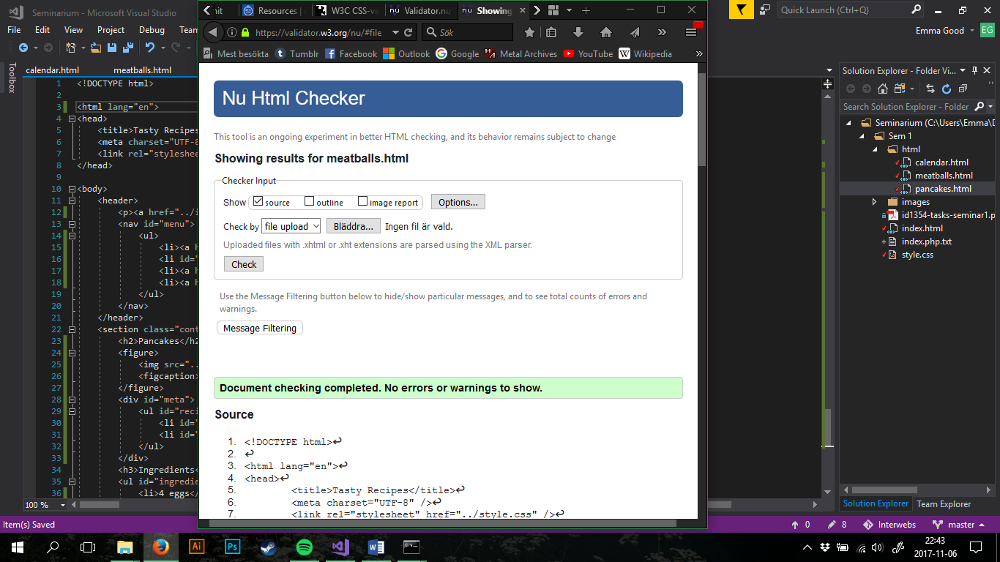 Seminarium - Microsoft Visual Studio
Quick Launch (Ctrl+Q)
File Edit View Project Debug
Emma Good
EG
Resources |
W3C CSS-va
Validator.nu
Showing
https://validator.w3.org/nu/#file
Sök
Mest besökta Tumblr Facebook Outlook Google Metal Archives YouTube Wikipedia
Toolbox
calendar.html meatballs.html
1 <!DOCTYPE html>
2
3 <html lang="en">
4 <head>
5 <title>Tasty Recipes
6 <meta charset="UTF-8
7 <link rel="styleshee
8 </head>
9
10 <body>
11 <header>
12 <p><a href="../i
13 <nav id="menu">
14 <ul>
15 <li><a h
16 <li id="
17 <li><a h
18 <li><a h
19 </ul>
20 </nav>
21 </header>
22 <section class="cont
23 <h2>Pancakes</h2
24 <figure>
25 <img src="..
26 <figcaption>
27 </figure>
28 <div id="meta">
29 <ul id="reci
30 <li id=
31 <li id=
32 </ul>
33 </div>
34 <h3>Ingredients<
35 <ul id="ingredie
36 <li>4 eggs</
100 %
Nu Html Checker
This tool is an ongoing experiment in better HTML checking, and its behavior remains subject to change
Showing results for meatballs.html
Checker Input
Show source outline image report Options...
Check by file upload Bläddra... Ingen fil är vald.
Uploaded files with .xhtml or .xht extensions are parsed using the XML parser.
Check
Use the Message Filtering button below to hide/show particular messages, and to see total counts of errors and
warnings.
Message Filtering
Document checking completed. No errors or warnings to show.
Source
1. <!DOCTYPE html>↩
2. ↩
3. <html lang="en">↩
4. <head>↩
5. <title>Tasty Recipes</title>↩
6. <meta charset="UTF-8" />↩
7. <link rel="stylesheet" href="../style.css" />↩
Solution Explorer - Folder Vi...
Search Solution Explorer - Folder
Seminarium (C:\Users\Emma\D
Sem 1
html
calendar.html
meatballs.html
pancakes.html
images
id1354-tasks-seminar1.p
index.html
index.php.txt
style.css
Solution Explorer Team Explorer
Item(s) Saved
0 8 Interwebs master
22:43
2017-11-06